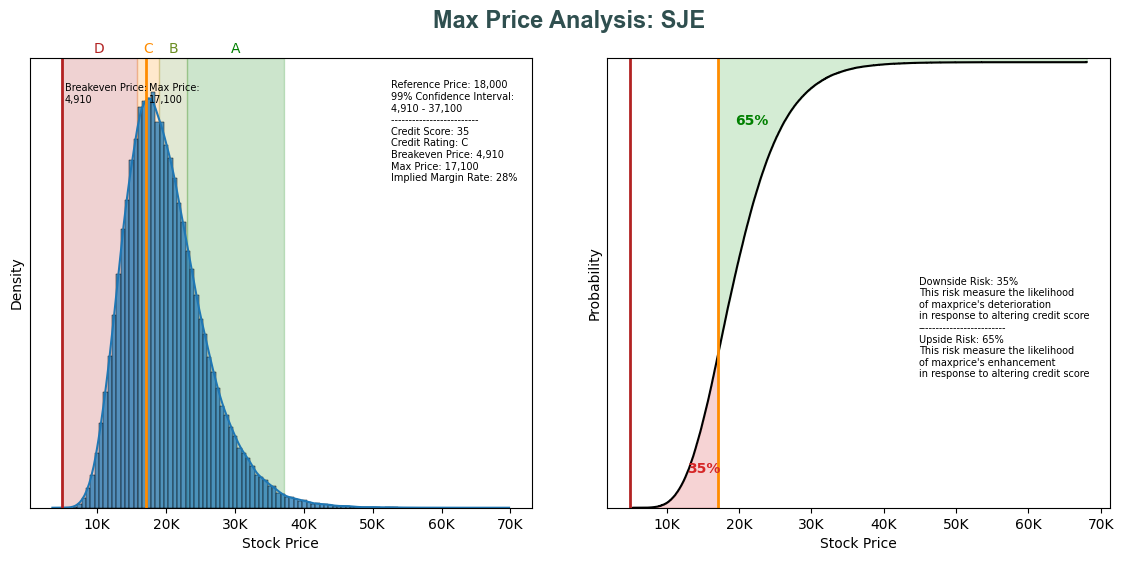 Max Price Analysis: SJE
D C B A
Breakeven Price:
4,910
Max Price:
17,100
Reference Price: 18,000
99% Confidence Interval:
4,910 - 37,100
-------------------------
Credit Score: 35
Credit Rating: C
Breakeven Price: 4,910
Max Price: 17,100
Implied Margin Rate: 28%
Density
10K 20K 30K 40K 50K 60K 70K
Stock Price
65%
Downside Risk: 35%
This risk measure the likelihood
of maxprice's deterioration
in response to altering credit score
-------------------------
Upside Risk: 65%
This risk measure the likelihood
of maxprice's enhancement
in response to altering credit score
35%
Probability
10K 20K 30K 40K 50K 60K 70K
Stock Price